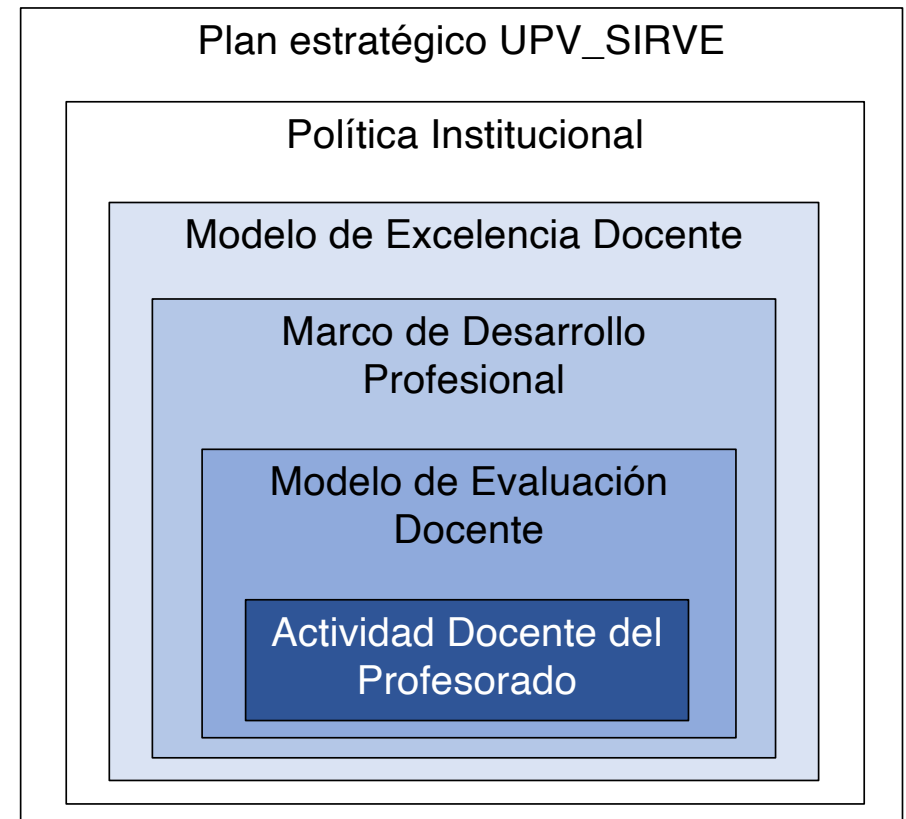 Plan estratégico UPV_SIRVE
Política Institucional
Modelo de Excelencia Docente
Marco de Desarrollo
Profesional
Modelo de Evaluación
Docente
Actividad Docente del
Profesorado